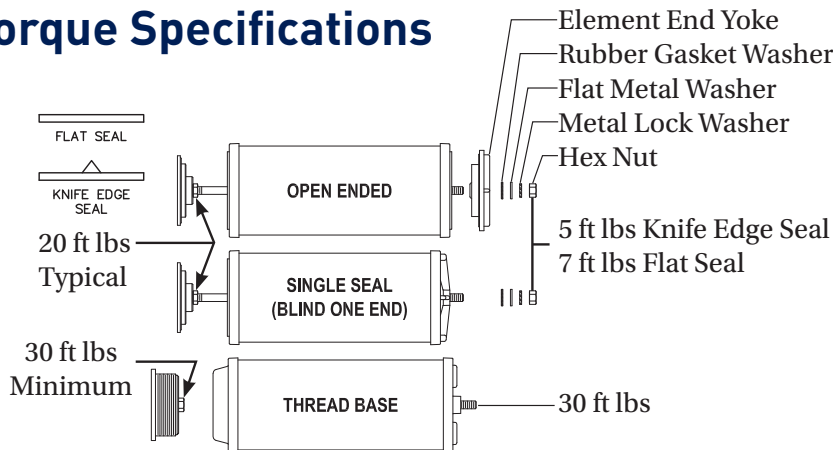 orque Specifications
Element End Yoke
Rubber Gasket Washer
Flat Metal Washer
Metal Lock Washer
Hex Nut
FLAT SEAL
KNIFE EDGE
SEAL
OPEN ENDED
20 ft lbs
Typical
5 ft lbs Knife Edge Seal
7 ft lbs Flat Seal
SINGLE SEAL
(BLIND ONE END)
30 ft lbs
Minimum
THREAD BASE
30 ft lbs